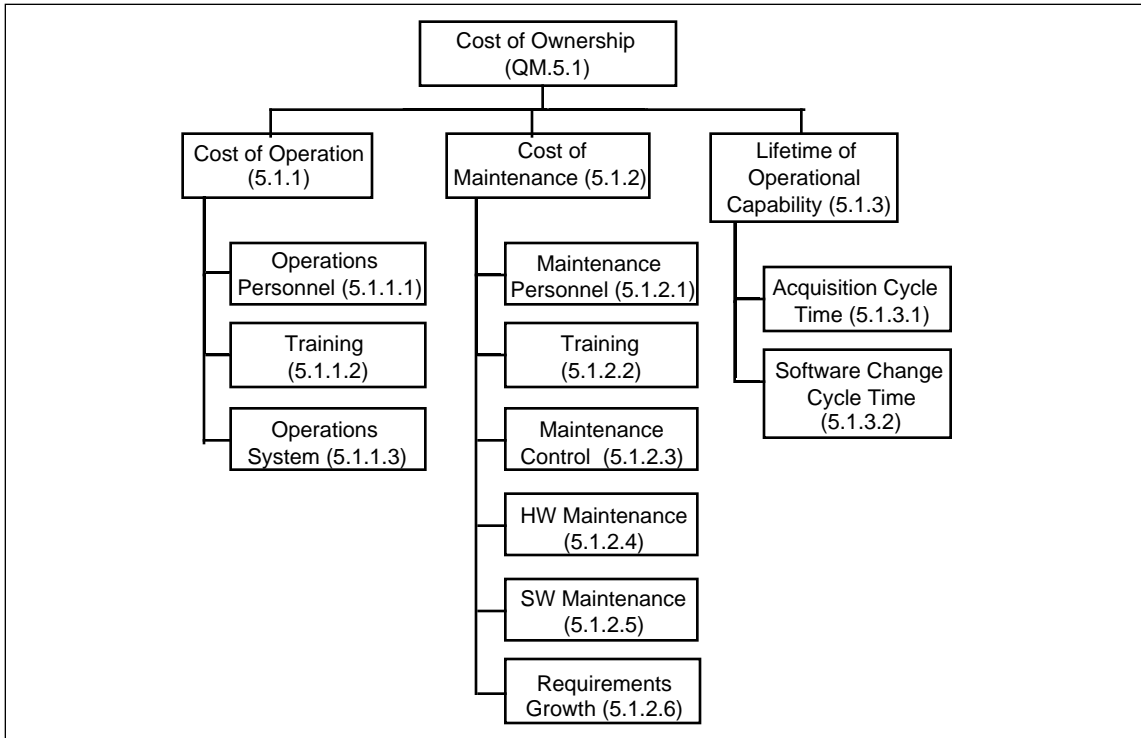 Cost of Ownership
(QM.5.1)
Cost of Operation
(5.1.1)
Cost of
Maintenance (5.1.2)
Lifetime of
Operational
Capability (5.1.3)
Operations
Personnel (5.1.1.1)
Training
(5.1.1.2)
Operations
System (5.1.1.3)
Maintenance
Personnel (5.1.2.1)
Training
(5.1.2.2)
Maintenance
Control  (5.1.2.3)
HW Maintenance
(5.1.2.4)
SW Maintenance
(5.1.2.5)
Requirements
Growth (5.1.2.6)
Acquisition Cycle
Time (5.1.3.1)
Software Change
Cycle Time
(5.1.3.2)